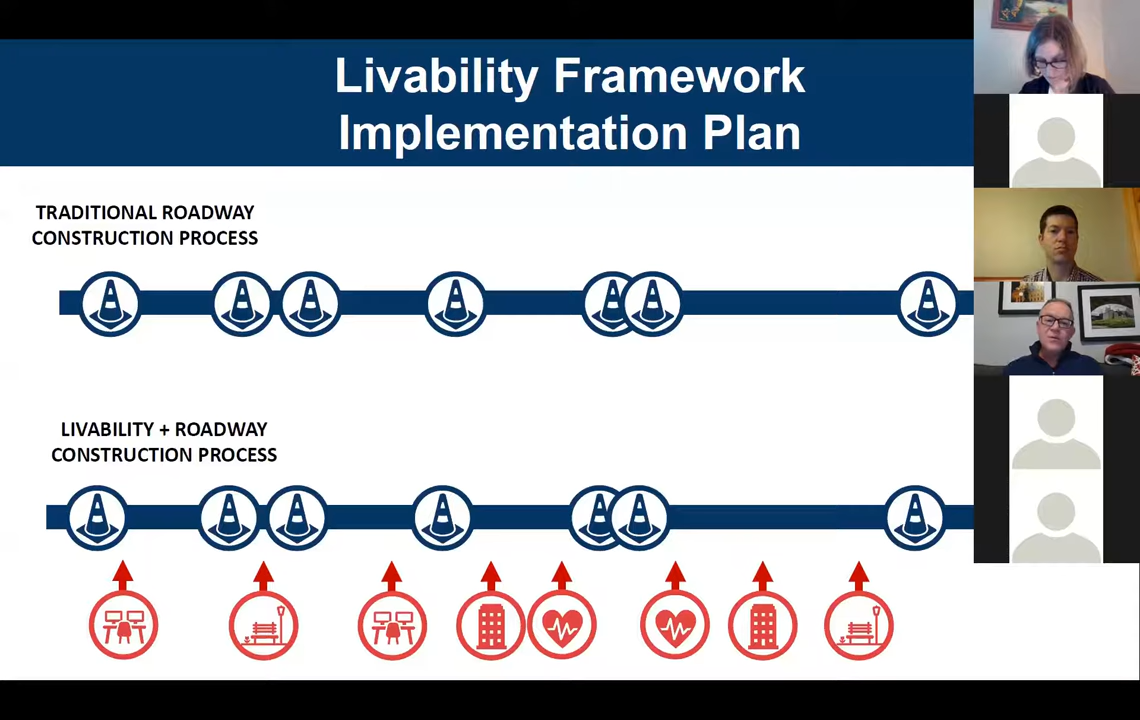 Livability Framework
Implementation Plan
TRADITIONAL ROADWAY
CONSTRUCTION PROCESS
LIVABILITY + ROADWAY
CONSTRUCTION PROCESS